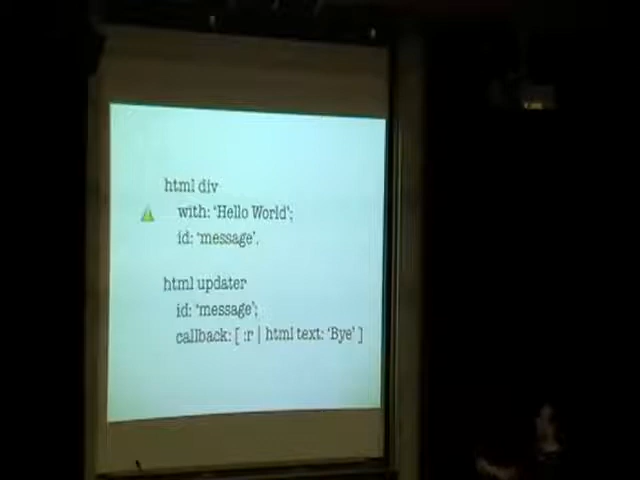 html div
with: 'Hello World';
id: 'message'.
html updater
id: 'message';
callback: [ :r | html text: 'Bye' ]